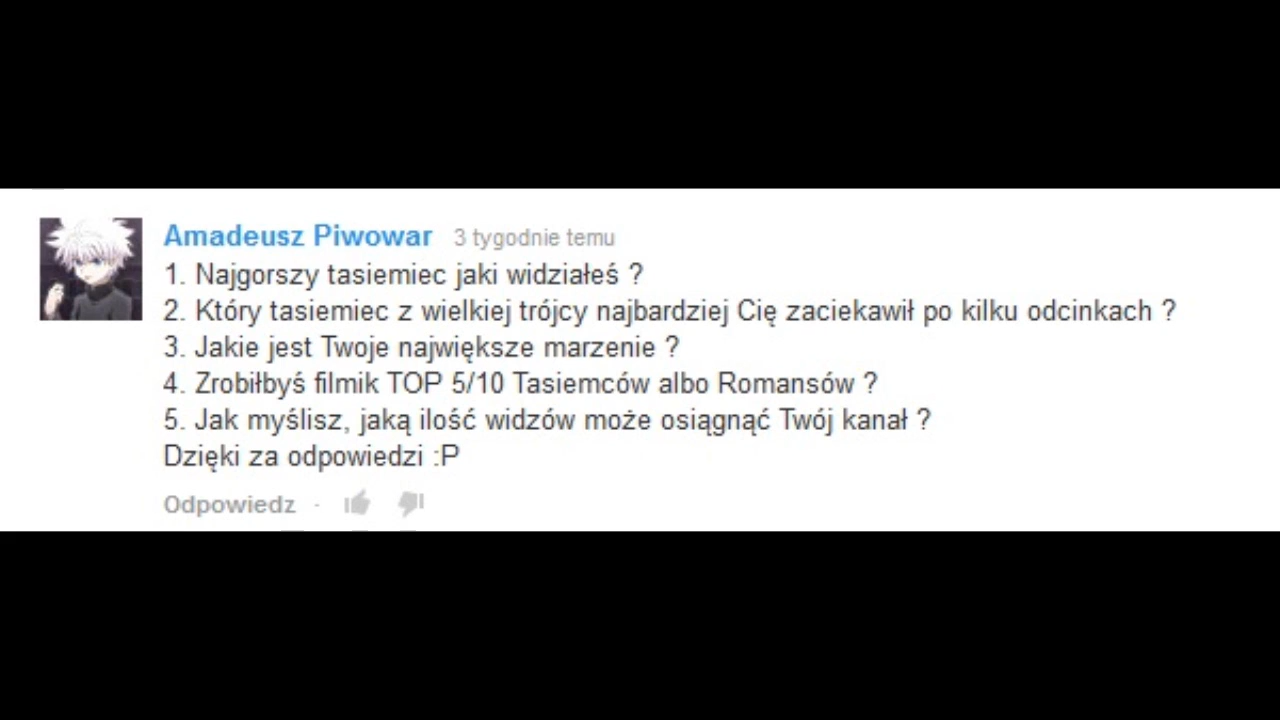 Amadeusz Piwowar 3 tygodnie temu
1. Najgorszy tasiemiec jaki widziałeś ?
2. Który tasiemiec z wielkiej trójcy najbardziej Cię zaciekawił po kilku odcinkach ?
3. Jakie jest Twoje największe marzenie ?
4. Zrobiłbyś filmik TOP 5/10 Tasiemców albo Romansów ?
5. Jak myślisz, jaką ilość widzów może osiągnąć Twój kanał ?
Dzięki za odpowiedzi :P
Odpowiedz ·